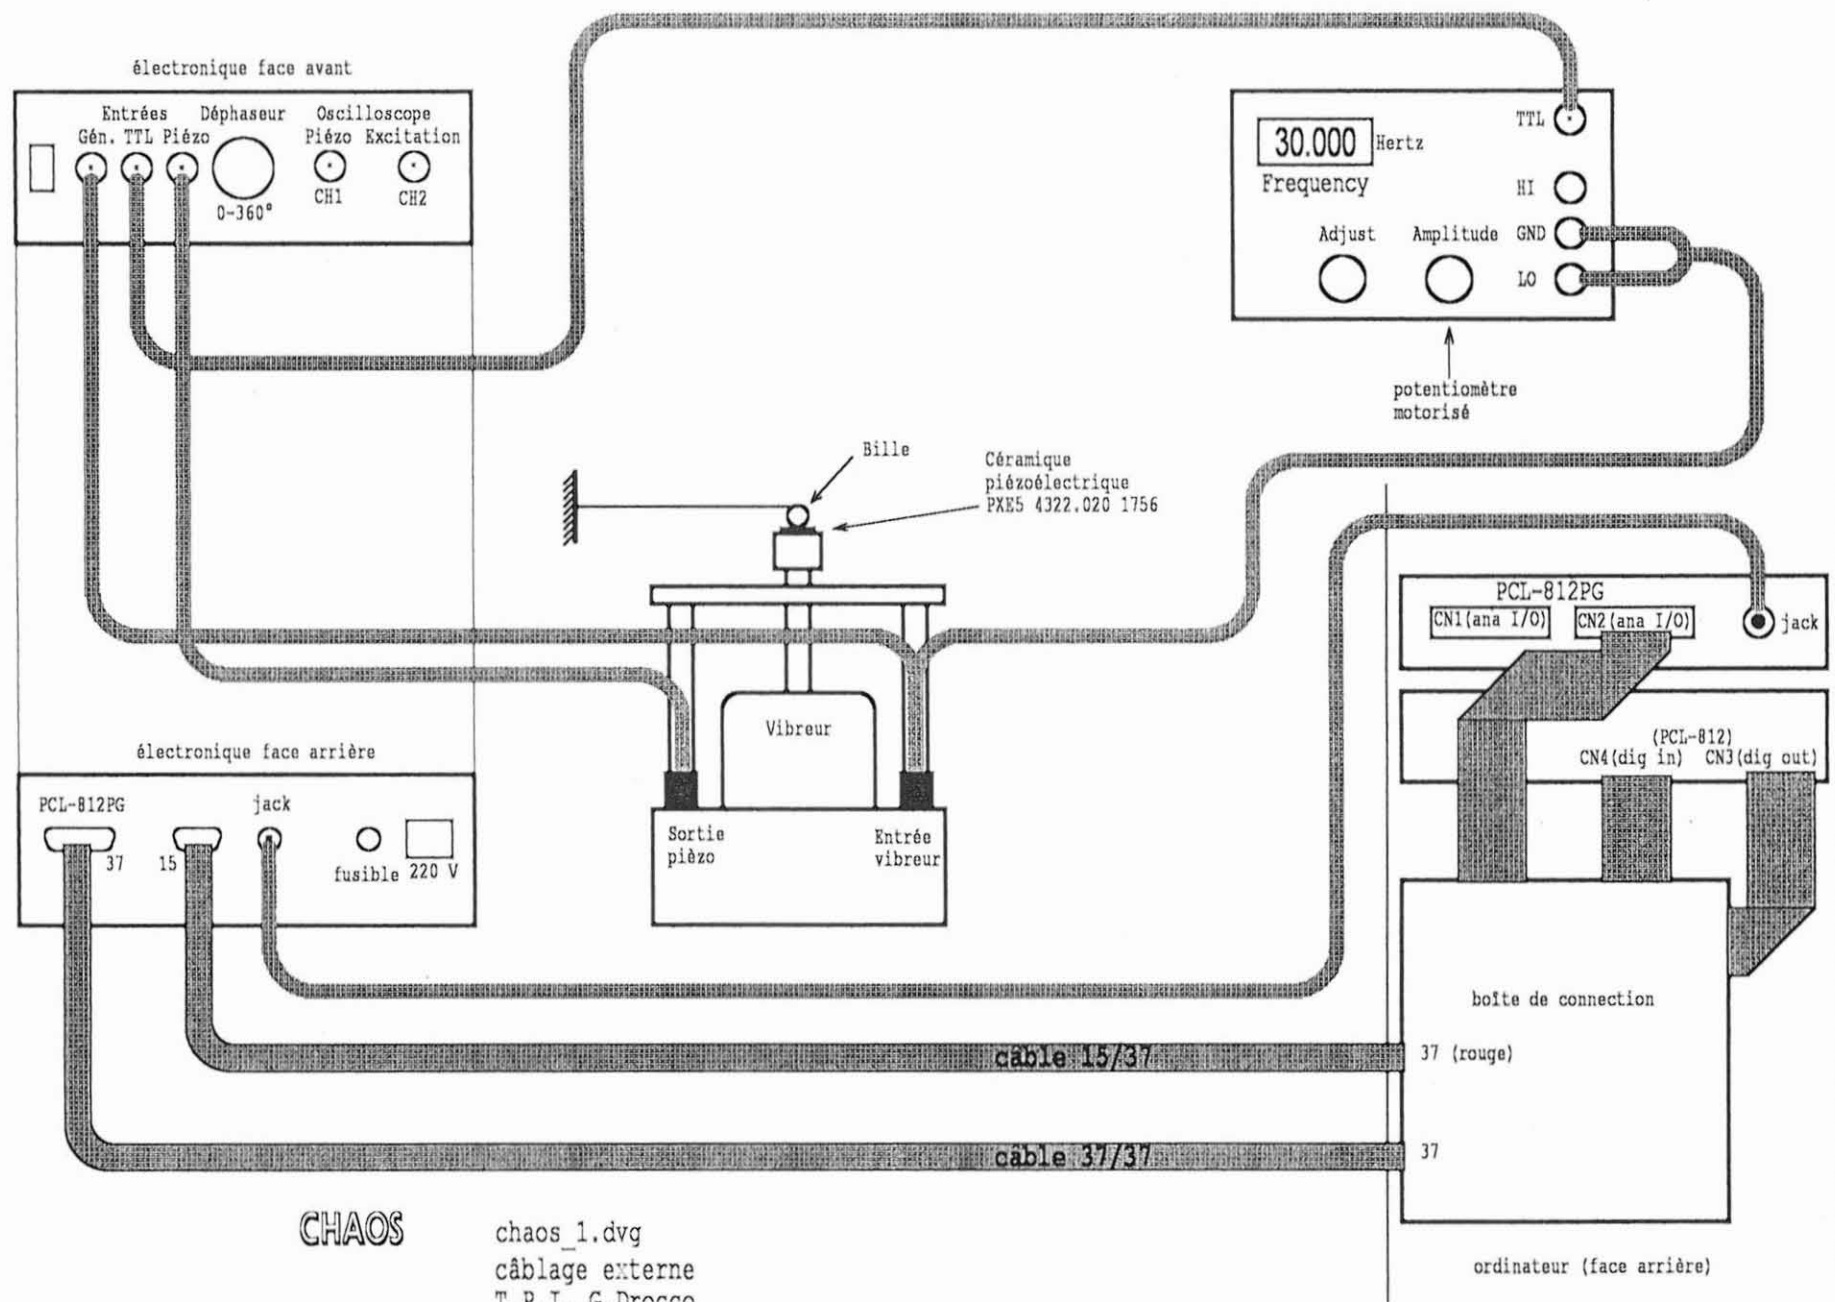 électronique face avant
Entrées Déphaseur Oscilloscope
Gén. TTL Piézo Piézo Excitation
0-360° CH1 CH2
30.000 Hertz
Frequency
TTL
HI
Adjust Amplitude GND
LO
potentiomètre
motorisé
Bille
Céramique
piézoélectrique
PXE5 4322.020 1756
PCL-812PG
CN1(ana I/O) CN2(ana I/O) jack
Vibreur
(PCL-812)
CN4(dig in) CN3(dig out)
électronique face arrière
PCL-812PG jack
37 15 fusible 220 V
Sortie
pièzo
Entrée
vibreur
boîte de connection
câble 15/37 37 (rouge)
câble 37/37 37
CHAOS
chaos_1.dvg
câblage externe
T.P.I. G.Drocco
ordinateur (face arrière)